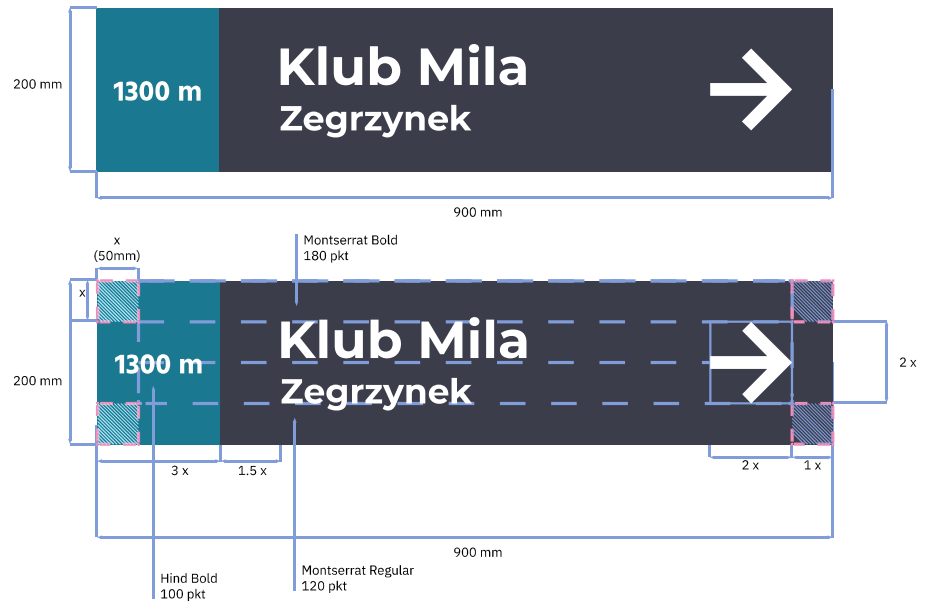 200 mm
1300 m
Klub Mila
Zegrzynek
900 mm
x
(50mm)
Montserrat Bold
180 pkt
x
200 mm
1300 m
Klub Mila
Zegrzynek
2 x
3 x
1.5 x
2 x
1 x
900 mm
Hind Bold
100 pkt
Montserrat Regular
120 pkt